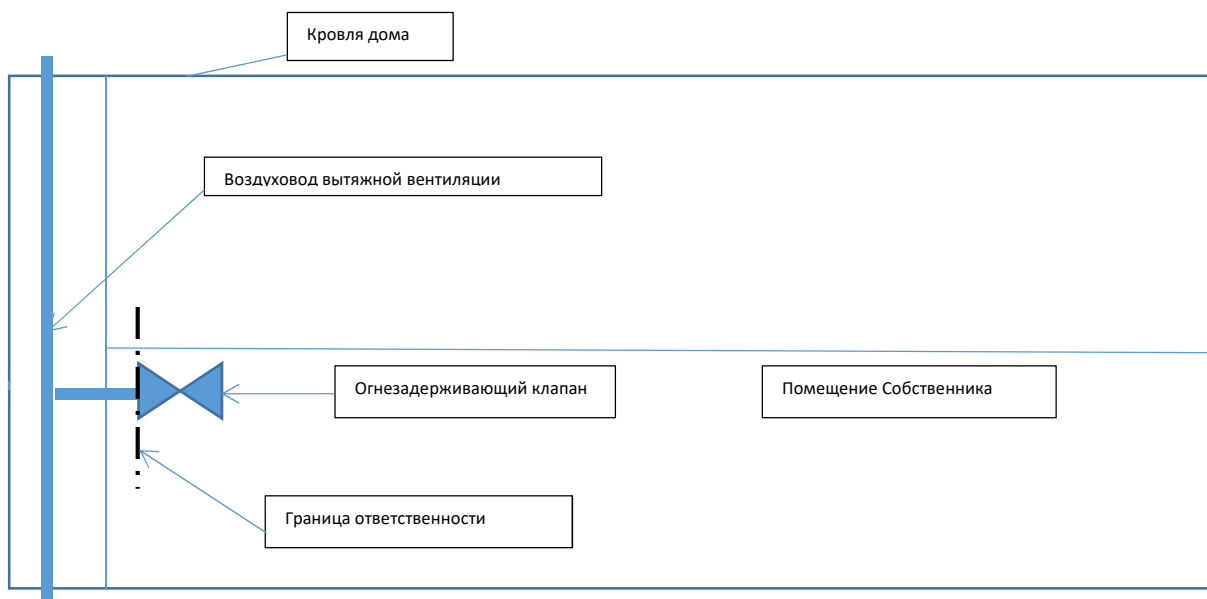 Кровля дома
Воздуховод вытяжной вентиляции
Огнезадерживающий клапан
Помещение Собственника
Граница ответственности